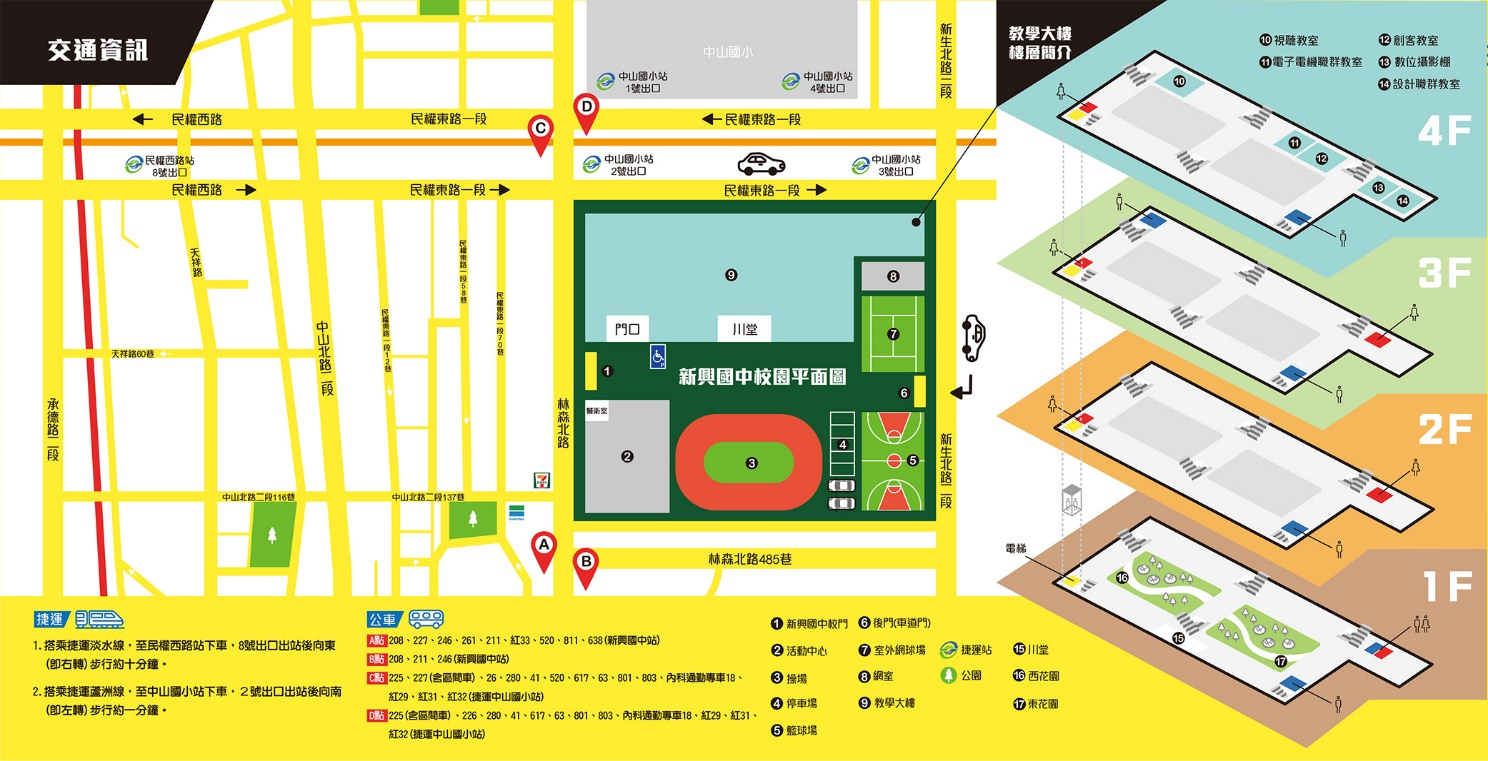 交通資訊
中山國小
中山國小站
1號出口
中山國小站
4號出口
新生北路二段
D
C
民權西路
民權東路一段
民權東路一段
民權西路站
8號出口
中山國小站
2號出口
中山國小站
3號出口
民權西路
民權東路一段
民權東路一段
天祥路
民權東路一段58巷
民權東路一段70巷
民權東路一段12巷
中山北路二段
天祥路60巷
承德路二段
林森北路
新生北路二段
9
8
7
門口
川堂
1
新興國中校園平面圖
6
警衛室
2
3
4
5
中山北路二段116巷
中山北路二段137巷
7
FamilyMart
A
B
林森北路485巷
教學大樓
樓層簡介
10 視聽教室
12 創客教室
11 電子電機職群教室
13 數位攝影棚
14 設計職群教室
4F
10
11
12
13
14
3F
2F
1F
電梯
16
15
17
捷運
1. 搭乘捷運淡水線，至民權西路站下車，8號出口出站後向東
(即右轉) 步行約十分鐘。
2. 搭乘捷運蘆洲線，至中山國小站下車，２號出口出站後向南
(即左轉) 步行約一分鐘。
公車
A點 208、227、246、261、211、紅33、520、811、638 (新興國中站)
B點 208、211、246 (新興國中站)
C點 225、227 (含區間車) 、26、280、41、520、617、63、801、803、內科通勤專車18、
紅29、紅31、紅32 (捷運中山國小站)
D點 225 (含區間車) 、226、280、41、617、63、801、803、內科通勤專車18、紅29、紅31、
紅32 (捷運中山國小站)
1 新興國中校門
2 活動中心
3 操場
4 停車場
5 籃球場
6 後門(車道門)
7 室外網球場
8 網室
9 教學大樓
捷運站
公園
15 川堂
16 西花園
17 東花園